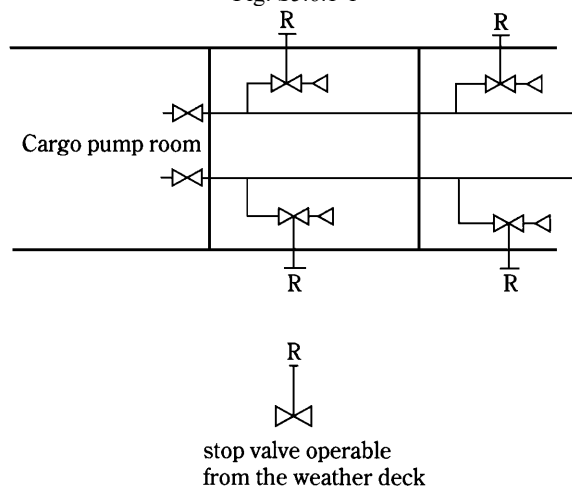 R
R
Cargo pump room
R
R
R
stop valve operable
from the weather deck